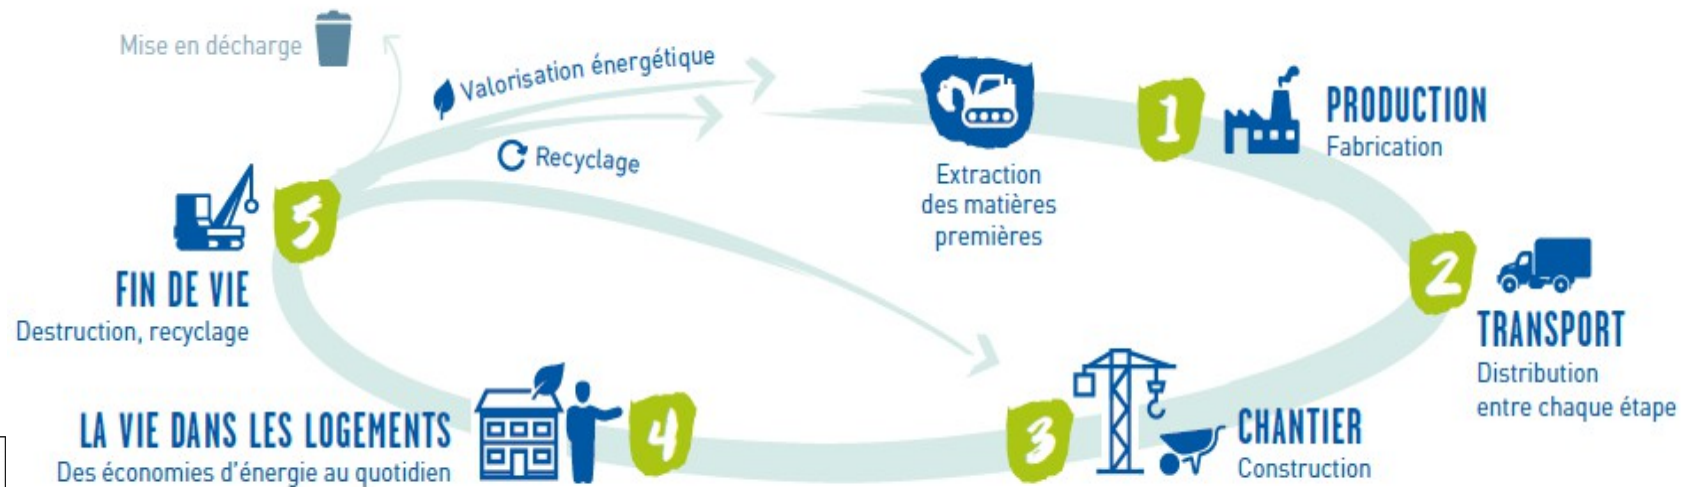 Mise en décharge
Valorisation énergétique
Recyclage
Extraction
des matières
premières
1
PRODUCTION
Fabrication
2
TRANSPORT
Distribution
entre chaque étape
3
CHANTIER
Construction
4
LA VIE DANS LES LOGEMENTS
Des économies d'énergie au quotidien
5
FIN DE VIE
Destruction, recyclage